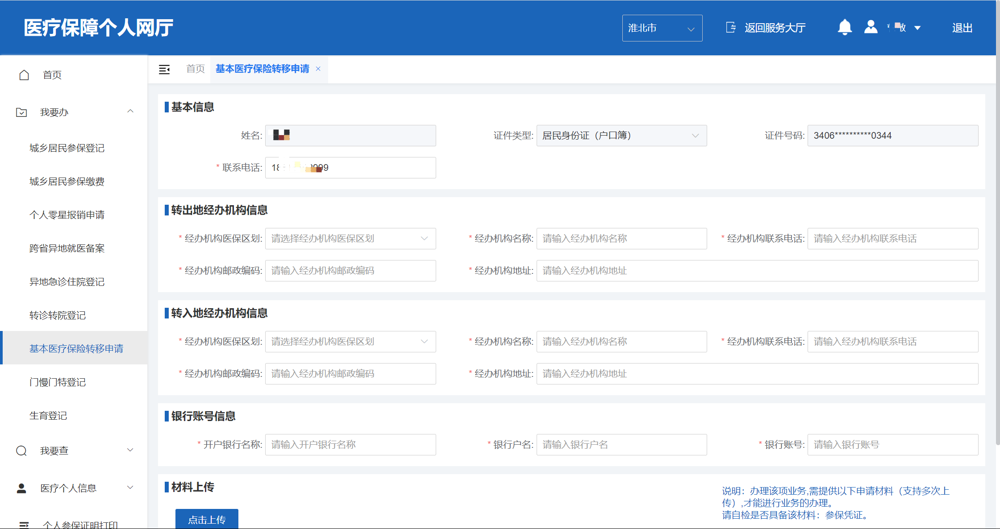 医疗保障个人网厅
淮北市
返回服务大厅
敏
退出
首页
我要办
城乡居民参保登记
城乡居民参保缴费
个人零星报销申请
跨省异地就医备案
异地急诊住院登记
转诊转院登记
基本医疗保险转移申请
门慢门特登记
生育登记
我要查
医疗个人信息
个人参保证明打印
首页 基本医疗保险转移申请 ×
基本信息
姓名:
证件类型: 居民身份证（户口簿）
证件号码: 3406**********0344
* 联系电话: 18 999
转出地经办机构信息
* 经办机构医保区划: 请选择经办机构医保区划
* 经办机构名称: 请输入经办机构名称
* 经办机构联系电话: 请输入经办机构联系电话
* 经办机构邮政编码: 请输入经办机构邮政编码
* 经办机构地址: 请输入经办机构地址
转入地经办机构信息
* 经办机构医保区划: 请选择经办机构医保区划
* 经办机构名称: 请输入经办机构名称
* 经办机构联系电话: 请输入经办机构联系电话
* 经办机构邮政编码: 请输入经办机构邮政编码
* 经办机构地址: 请输入经办机构地址
银行账号信息
* 开户银行名称: 请输入开户银行名称
* 银行户名: 请输入银行户名
* 银行账号: 请输入银行账号
材料上传
点击上传
说明：办理该项业务,需提供以下申请材料（支持多次上
传）,才能进行业务的办理。
请自检是否具备该材料：参保凭证。